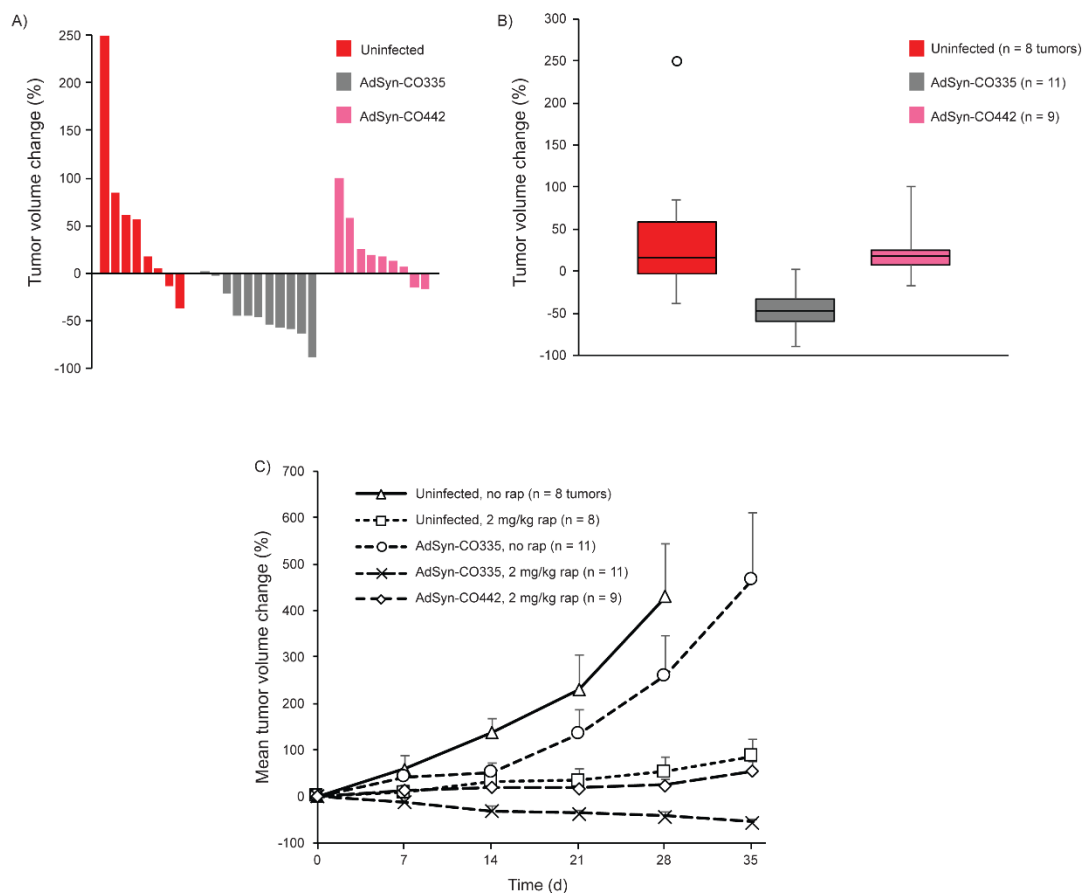 A)
Tumor volume change (%)
250
200
150
100
50
0
-50
-100
Uninfected
AdSyn-CO335
AdSyn-CO442
B)
Tumor volume change (%)
300
250
200
150
100
50
0
-50
-100
Uninfected (n = 8 tumors)
AdSyn-CO335 (n = 11)
AdSyn-CO442 (n = 9)
C)
Mean tumor volume change (%)
700
600
500
400
300
200
100
0
-100
Uninfected, no rap (n = 8 tumors)
Uninfected, 2 mg/kg rap (n = 8)
AdSyn-CO335, no rap (n = 11)
AdSyn-CO335, 2 mg/kg rap (n = 11)
AdSyn-CO442, 2 mg/kg rap (n = 9)
0 7 14 21 28 35
Time (d)